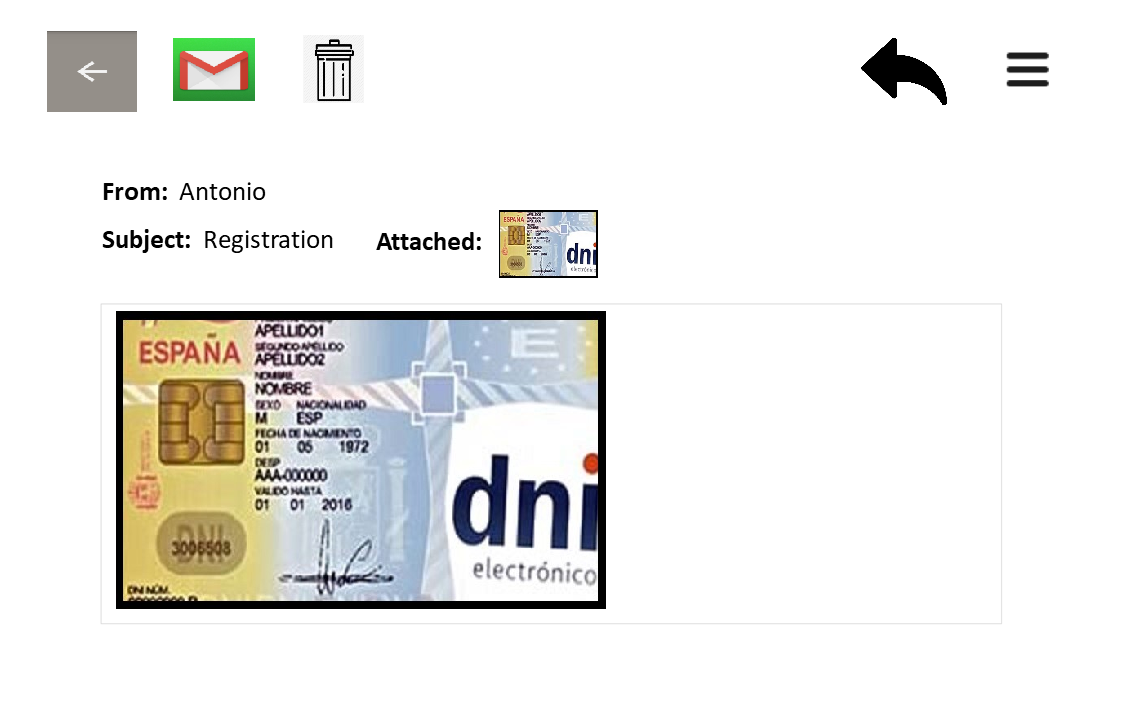 From: Antonio
Subject: Registration
Attached:
ESPAÑA
APELLIDO1
SEGUNDO APELLIDO
APELLIDO2
NOMBRE
NOMBRE
SEXO NACIONALIDAD
M ESP
FECHA DE NACIMIENTO
01 05 1972
DESP
AAA-000000
VALIDO HASTA
01 01 2016
DNI
3006508
DNI NÚM.
E
dni
electrónico